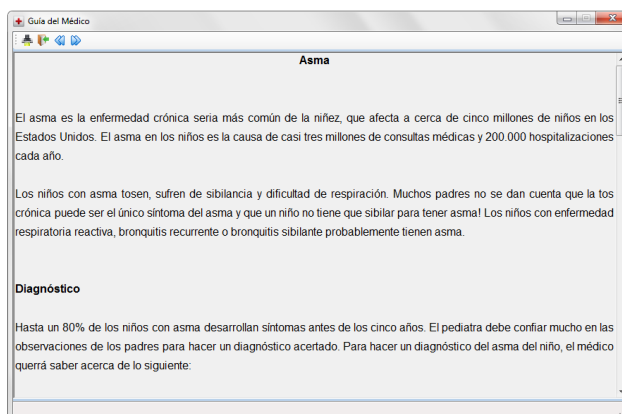 Guía del Médico
Asma
El asma es la enfermedad crónica seria más común de la niñez, que afecta a cerca de cinco millones de niños en los
Estados Unidos. El asma en los niños es la causa de casi tres millones de consultas médicas y 200.000 hospitalizaciones
cada año.
Los niños con asma tosen, sufren de sibilancia y dificultad de respiración. Muchos padres no se dan cuenta que la tos
crónica puede ser el único síntoma del asma y que un niño no tiene que sibilar para tener asma! Los niños con enfermedad
respiratoria reactiva, bronquitis recurrente o bronquitis sibilante probablemente tienen asma.
Diagnóstico
Hasta un 80% de los niños con asma desarrollan síntomas antes de los cinco años. El pediatra debe confiar mucho en las
observaciones de los padres para hacer un diagnóstico acertado. Para hacer un diagnóstico del asma del niño, el médico
querrá saber acerca de lo siguiente: